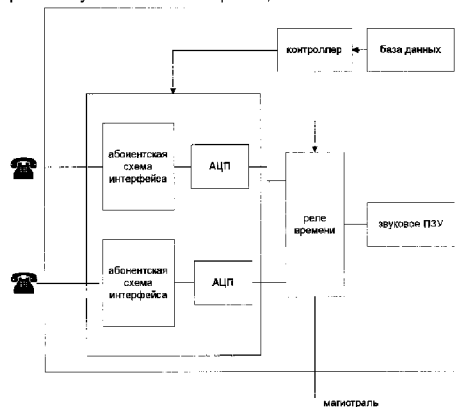 контроллер
база данных
абонентская
схема
интерфейса
АЦП
реле
времени
звуковое ПЗУ
абонентская
схема
интерфейса
АЦП
магистраль